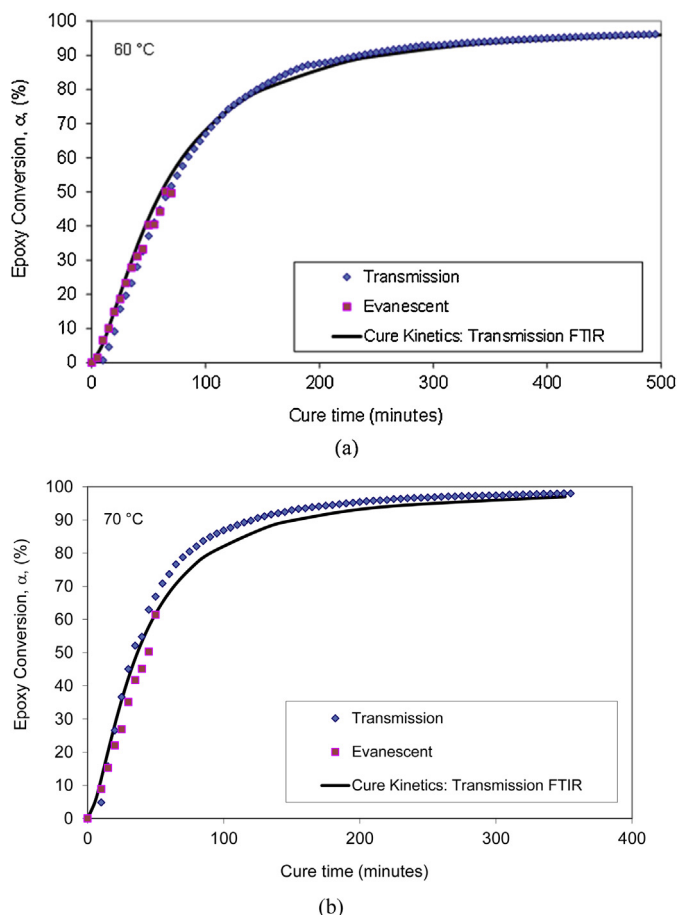 100
90
80
70
60
50
40
30
20
10
0
60 °C
Epoxy Conversion, α, (%)
Transmission
Evanescent
Cure Kinetics: Transmission FTIR
0 100 200 300 400 500
Cure time (minutes)
(a)
100
90
80
70
60
50
40
30
20
10
0
70 °C
Epoxy Conversion, α, (%)
Transmission
Evanescent
Cure Kinetics: Transmission FTIR
0 100 200 300 400
Cure time (minutes)
(b)